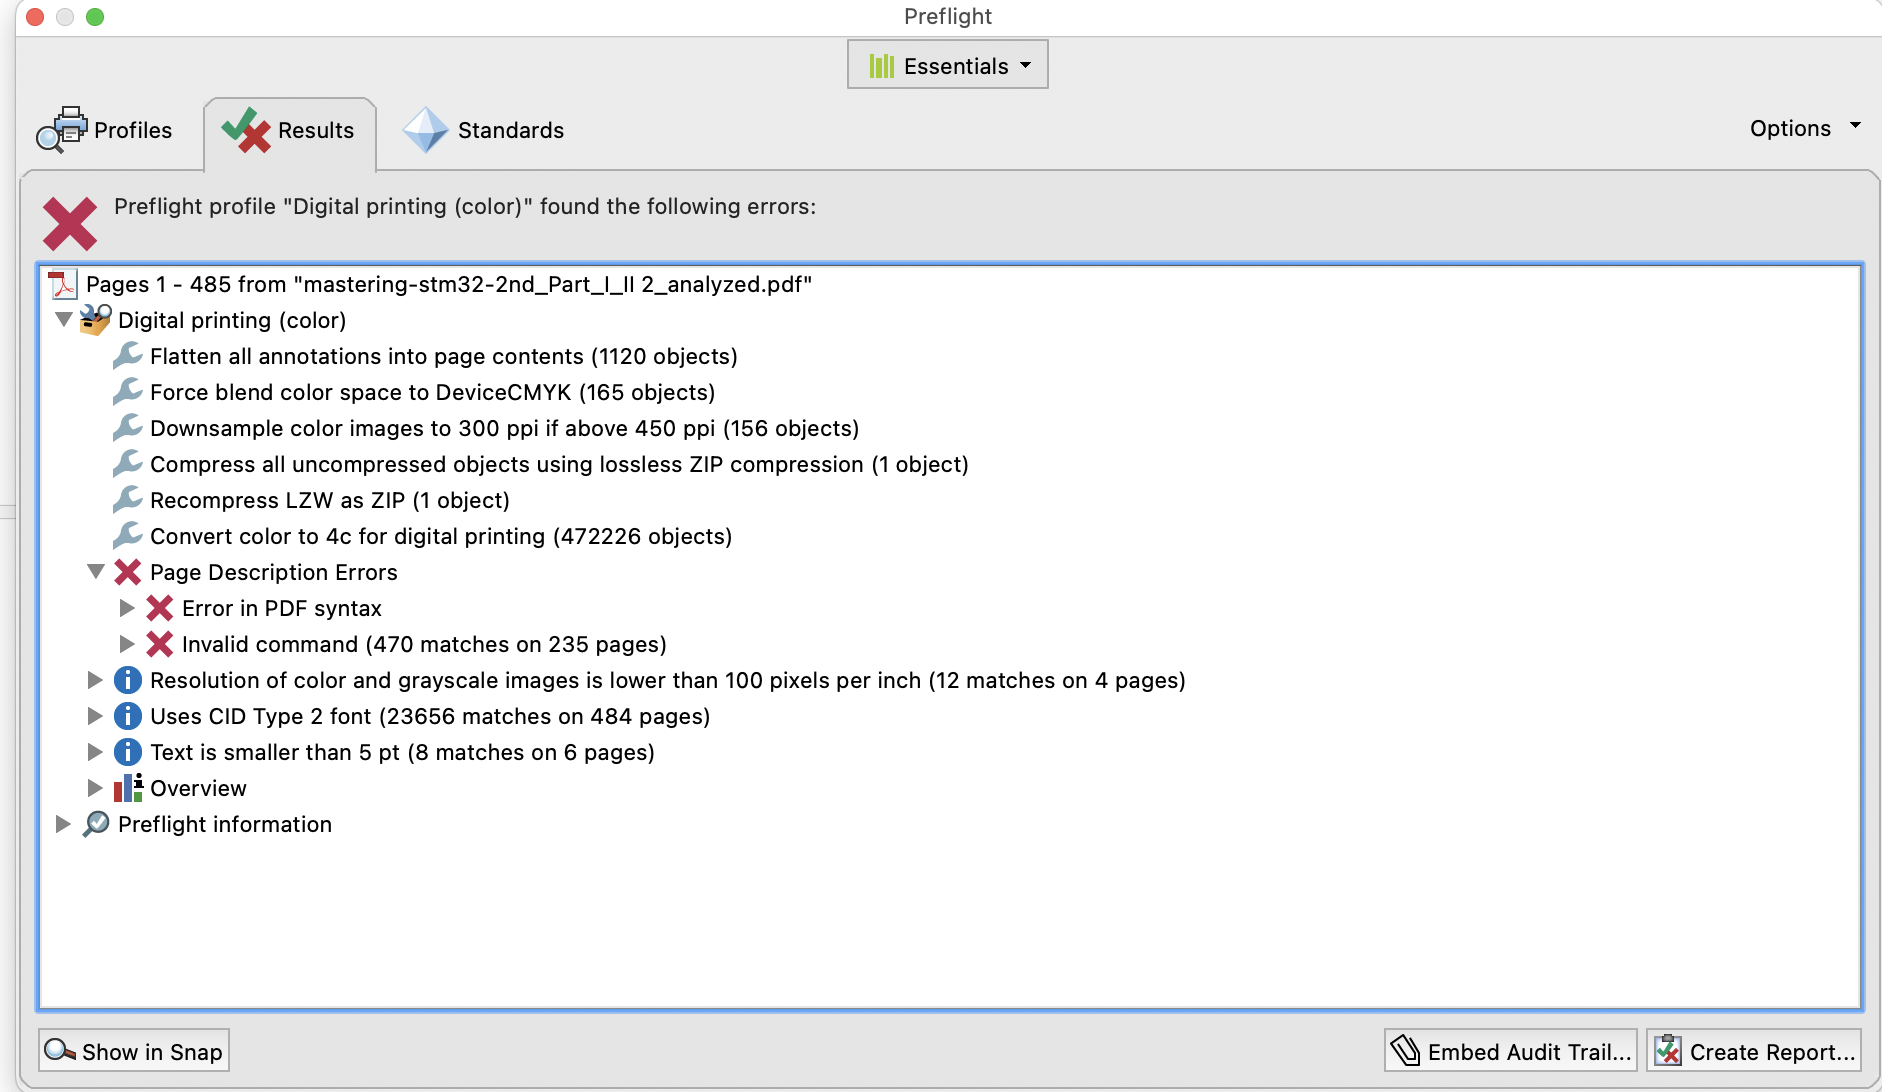 Preflight
Essentials
Profiles
Results
Standards
Options
Preflight profile "Digital printing (color)" found the following errors:
Pages 1 - 485 from "mastering-stm32-2nd_Part_I_II 2_analyzed.pdf"
Digital printing (color)
Flatten all annotations into page contents (1120 objects)
Force blend color space to DeviceCMYK (165 objects)
Downsample color images to 300 ppi if above 450 ppi (156 objects)
Compress all uncompressed objects using lossless ZIP compression (1 object)
Recompress LZW as ZIP (1 object)
Convert color to 4c for digital printing (472226 objects)
Page Description Errors
Error in PDF syntax
Invalid command (470 matches on 235 pages)
Resolution of color and grayscale images is lower than 100 pixels per inch (12 matches on 4 pages)
Uses CID Type 2 font (23656 matches on 484 pages)
Text is smaller than 5 pt (8 matches on 6 pages)
Overview
Preflight information
Show in Snap
Embed Audit Trail...
Create Report...